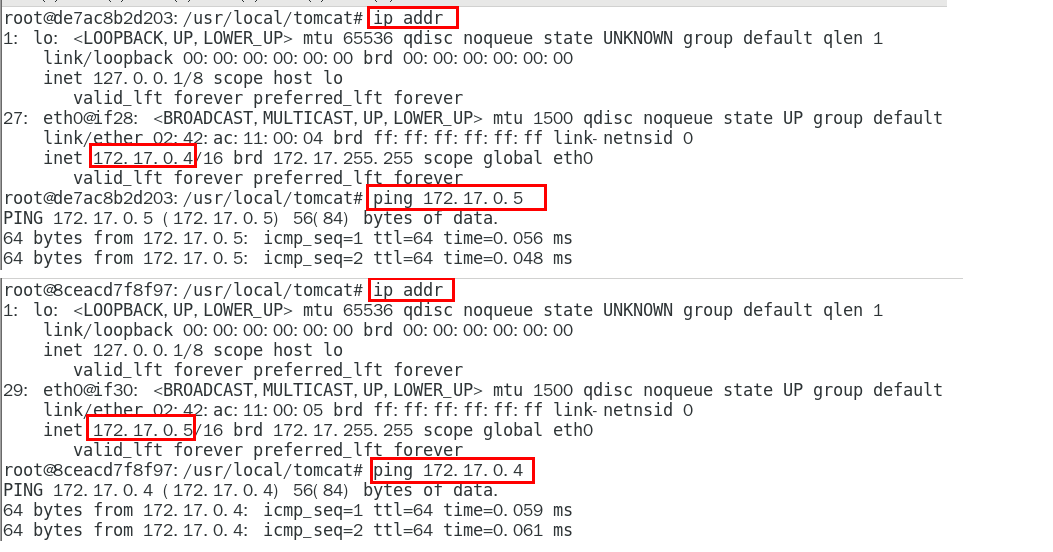 root@de7ac8b2d203:/usr/local/tomcat# ip addr
1: lo: <LOOPBACK,UP,LOWER_UP> mtu 65536 qdisc noqueue state UNKNOWN group default qlen 1
link/loopback 00:00:00:00:00:00 brd 00:00:00:00:00:00
inet 127.0.0.1/8 scope host lo
valid_lft forever preferred_lft forever
27: eth0@if28: <BROADCAST,MULTICAST,UP,LOWER_UP> mtu 1500 qdisc noqueue state UP group default
link/ether 02:42:ac:11:00:04 brd ff:ff:ff:ff:ff:ff link-netnsid 0
inet 172.17.0.4/16 brd 172.17.255.255 scope global eth0
valid_lft forever preferred_lft forever
root@de7ac8b2d203:/usr/local/tomcat# ping 172.17.0.5
PING 172.17.0.5 (172.17.0.5) 56(84) bytes of data.
64 bytes from 172.17.0.5: icmp_seq=1 ttl=64 time=0.056 ms
64 bytes from 172.17.0.5: icmp_seq=2 ttl=64 time=0.048 ms
root@8ceacd7f8f97:/usr/local/tomcat# ip addr
1: lo: <LOOPBACK,UP,LOWER_UP> mtu 65536 qdisc noqueue state UNKNOWN group default qlen 1
link/loopback 00:00:00:00:00:00 brd 00:00:00:00:00:00
inet 127.0.0.1/8 scope host lo
valid_lft forever preferred_lft forever
29: eth0@if30: <BROADCAST,MULTICAST,UP,LOWER_UP> mtu 1500 qdisc noqueue state UP group default
link/ether 02:42:ac:11:00:05 brd ff:ff:ff:ff:ff:ff link-netnsid 0
inet 172.17.0.5/16 brd 172.17.255.255 scope global eth0
valid_lft forever preferred_lft forever
root@8ceacd7f8f97:/usr/local/tomcat# ping 172.17.0.4
PING 172.17.0.4 (172.17.0.4) 56(84) bytes of data.
64 bytes from 172.17.0.4: icmp_seq=1 ttl=64 time=0.059 ms
64 bytes from 172.17.0.4: icmp_seq=2 ttl=64 time=0.061 ms